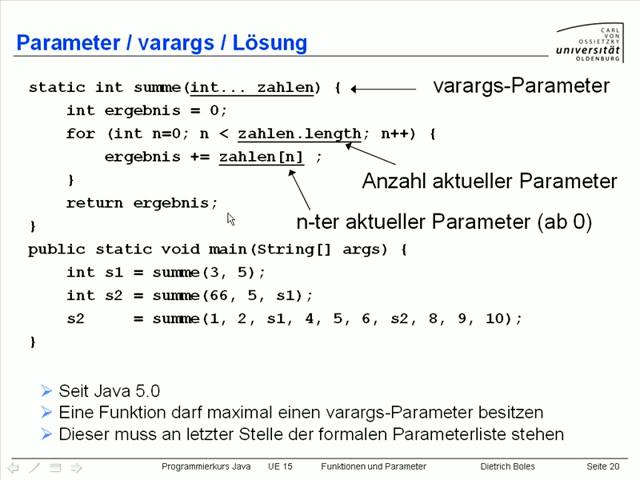 Parameter / varargs / Lösung
CARL
VON
OSSIETZKY
universität
OLDENBURG
static int summe(int... zahlen) {
varargs-Parameter
int ergebnis = 0;
for (int n=0; n < zahlen.length; n++) {
ergebnis += zahlen[n] ;
}
Anzahl aktueller Parameter
return ergebnis;
n-ter aktueller Parameter (ab 0)
}
public static void main(String[] args) {
int s1 = summe(3, 5);
int s2 = summe(66, 5, s1);
s2 = summe(1, 2, s1, 4, 5, 6, s2, 8, 9, 10);
}
Seit Java 5.0
Eine Funktion darf maximal einen varargs-Parameter besitzen
Dieser muss an letzter Stelle der formalen Parameterliste stehen
Programmierkurs Java UE 15 Funktionen und Parameter Dietrich Boles Seite 20